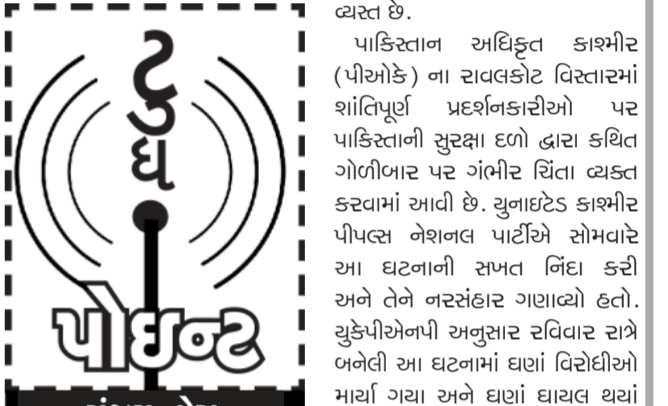 ટુ
ધ
પોઇન્ટ
વ્યસ્ત છે.
પાકિસ્તાન અધિકૃત કાશ્મીર
(પીઓકે) ના રાવલકોટ વિસ્તારમાં
શાંતિપૂર્ણ પ્રદર્શનકારીઓ પર
પાકિસ્તાની સુરક્ષા દળો દ્વારા કથિત
ગોળીબાર પર ગંભીર ચિંતા વ્યક્ત
કરવામાં આવી છે. યુનાઇટેડ કાશ્મીર
પીપલ્સ નેશનલ પાર્ટીએ સોમવારે
આ ઘટનાની સખત નિંદા કરી
અને તેને નરસંહાર ગણાવ્યો હતો.
યુકેપીએનપી અનુસાર રવિવાર રાત્રે
બનેલી આ ઘટનામાં ઘણાં વિરોધીઓ
માર્યા ગયા અને ઘણાં ઘાયલ થયાં